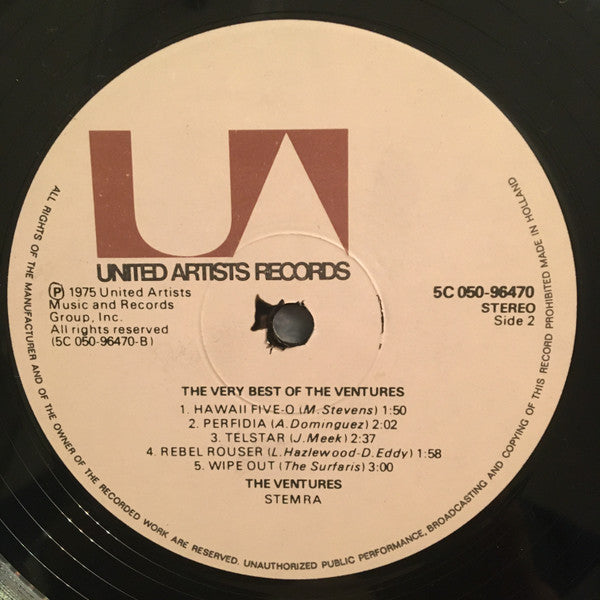 UA
UNITED ARTISTS RECORDS
Ⓟ 1975 United Artists
Music and Records
Group, Inc.
All rights reserved
(5C 050-96470-B)
5C 050-96470
STEREO
Side 2
THE VERY BEST OF THE VENTURES
1. HAWAII FIVE-O (M. Stevens) 1:50
2. PERFIDIA (A. Dominguez) 2:02
3. TELSTAR (J. Meek) 2:37
4. REBEL ROUSER (L. Hazlewood-D. Eddy) 1:58
5. WIPE OUT (The Surfaris) 3:00
THE VENTURES
STEMRA
ALL RIGHTS OF THE MANUFACTURER AND OF THE OWNER OF THE RECORDED WORK ARE RESERVED. UNAUTHORIZED PUBLIC PERFORMANCE, BROADCASTING AND COPYING OF THIS RECORD PROHIBITED MADE IN HOLLAND